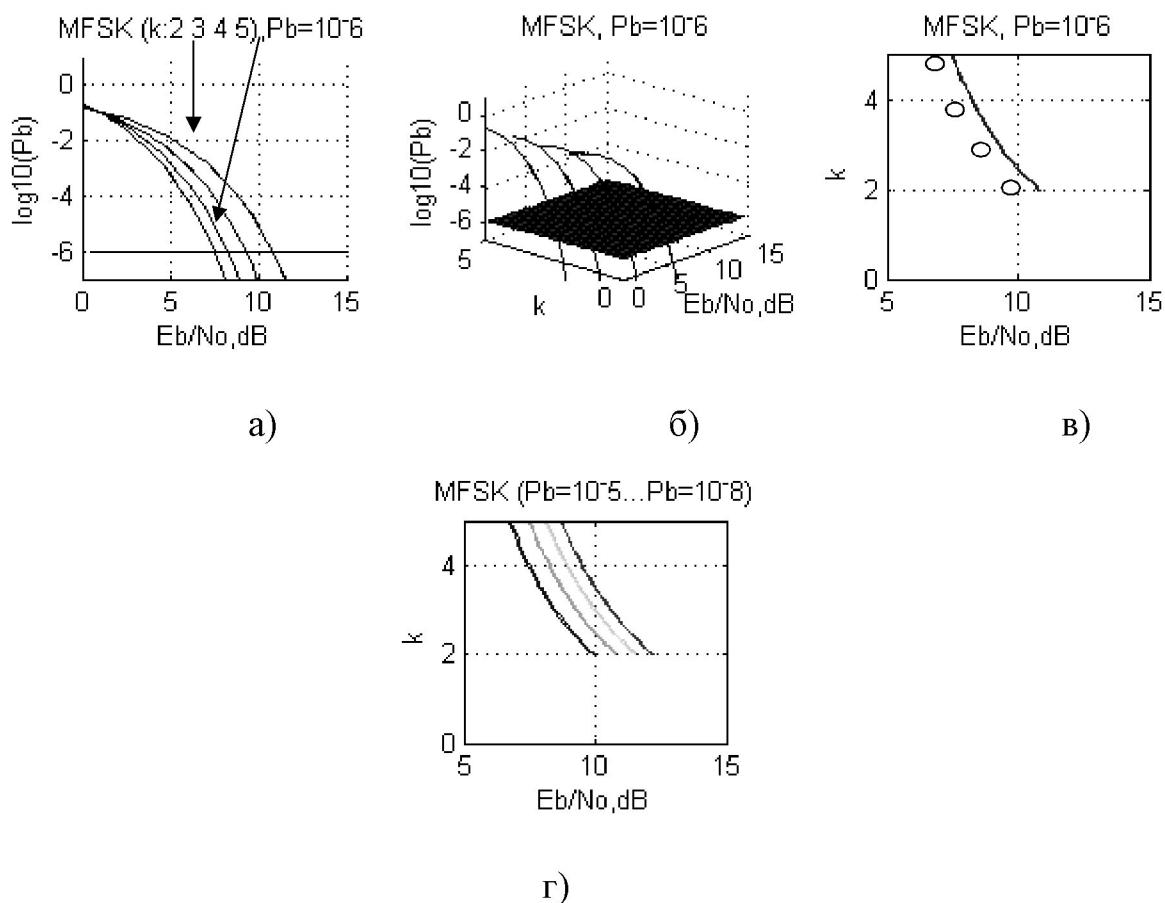 MFSK (k:2 3 4 5),Pb=10⁻6
log10(Pb)
0
-2
-4
-6
0 5 10 15
Eb/No,dB
а)
MFSK, Pb=10⁻6
log10(Pb)
0
-2
-4
-6
5 0 0 5 10 15
k Eb/No,dB
б)
MFSK, Pb=10⁻6
k
4
2
0
5 10 15
Eb/No,dB
в)
MFSK (Pb=10⁻5...Pb=10⁻8)
k
4
2
0
5 10 15
Eb/No,dB
г)